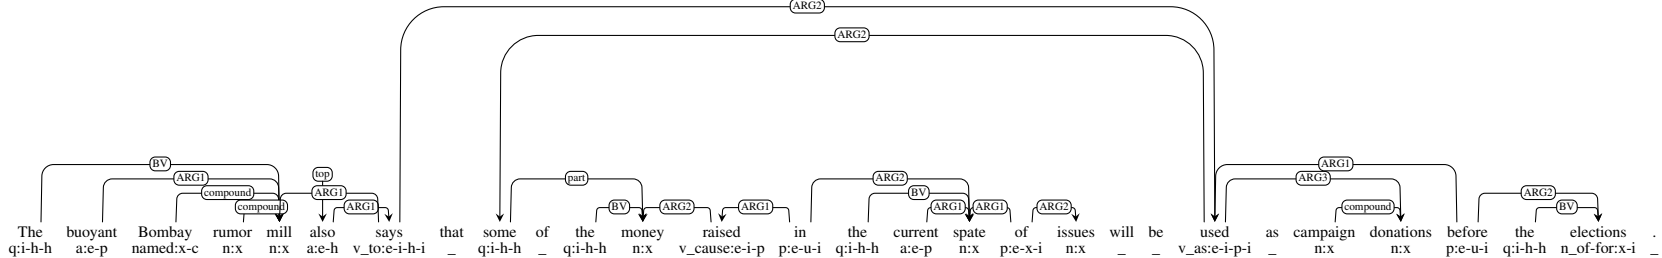 ARG2
ARG2
BV ARG1 compound compound top ARG1 ARG1 part BV ARG2 ARG1 ARG2 BV ARG1 ARG1 ARG2 ARG1 ARG3 compound ARG2 BV
The buoyant Bombay rumor mill also says that some of the money raised in the current spate of issues will be used as campaign donations before the elections .
q:i-h-h a:e-p named:x-c n:x n:x a:e-h v_to:e-i-h-i _ q:i-h-h _ q:i-h-h n:x v_cause:e-i-p p:e-u-i q:i-h-h a:e-p n:x p:e-x-i n:x _ _ v_as:e-i-p-i _ n:x n:x p:e-u-i q:i-h-h n_of-for:x-i _